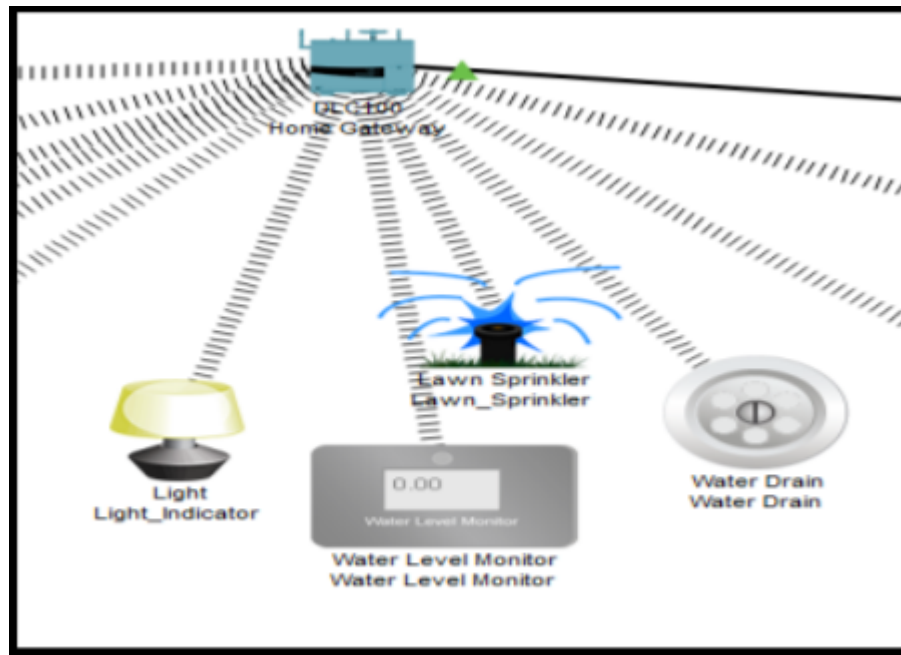 DLC100
Home Gateway
Lawn Sprinkler
Lawn_Sprinkler
Light
Light_Indicator
0.00
Water Level Monitor
Water Level Monitor
Water Level Monitor
Water Drain
Water Drain